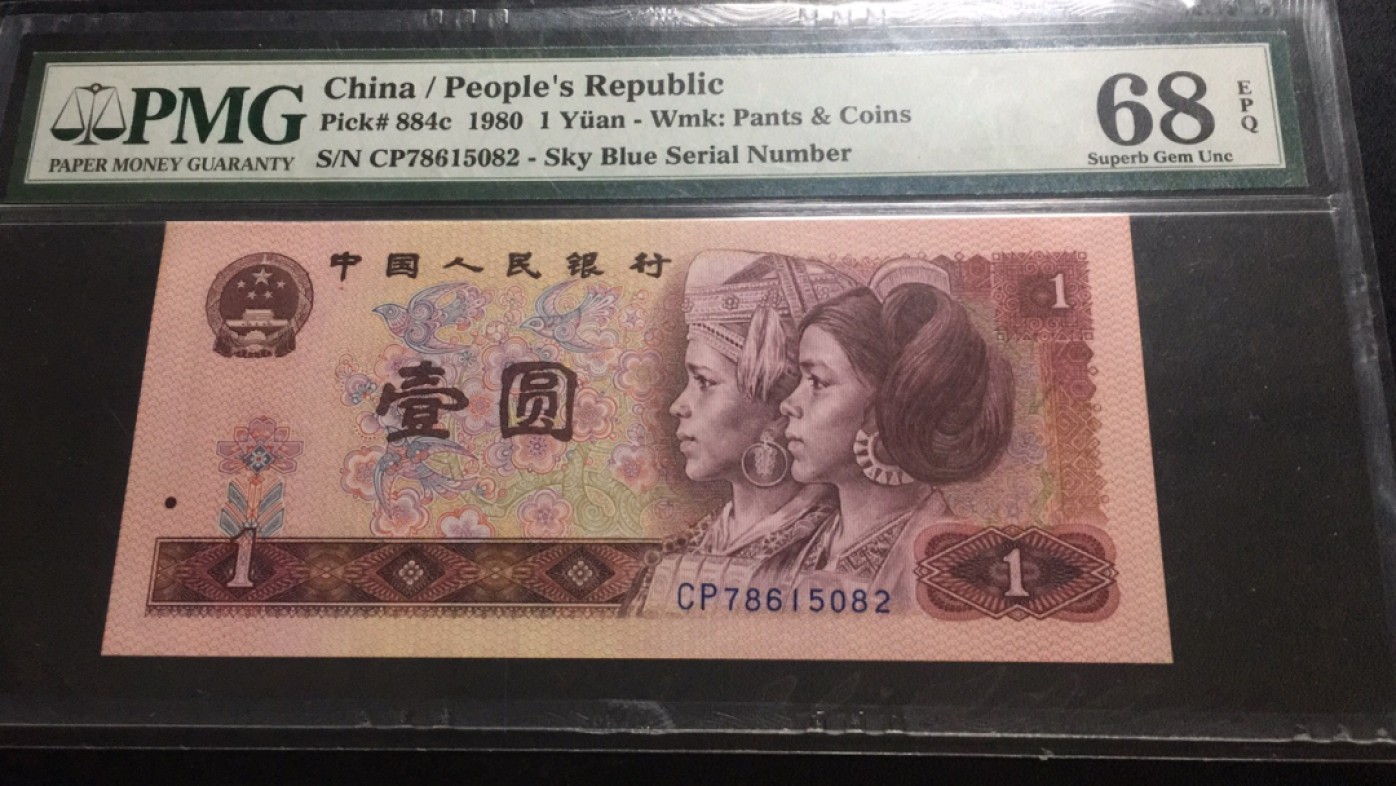 PMG
PAPER MONEY GUARANTY
China / People's Republic
Pick# 884c 1980 1 Yüan - Wmk: Pants & Coins
S/N CP78615082 - Sky Blue Serial Number
68
EPQ
Superb Gem Unc
中国人民银行
1
壹圆
1
1
CP78615082